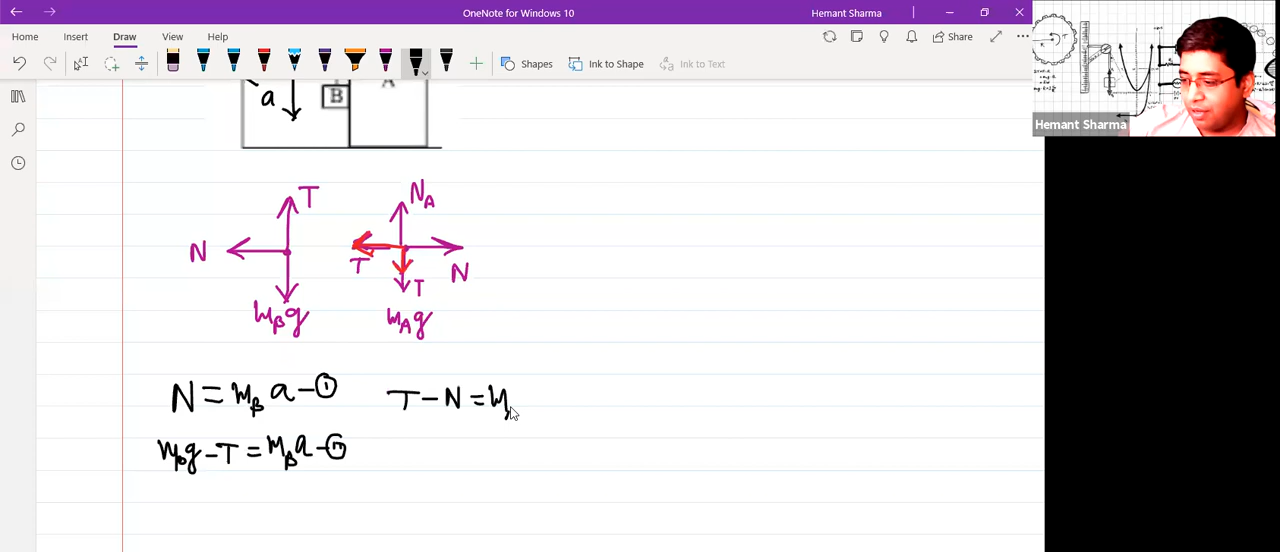 OneNote for Windows 10
Hemant Sharma
Home Insert Draw View Help
Share
Shapes
Ink to Shape
Ink to Text
Hemant Sharma
a
B
A
T
N_A
N
T
N
T
m_B g
m_A g
N = m_B a – ①
T – N = m
m_B g – T = m_B a – ⑪